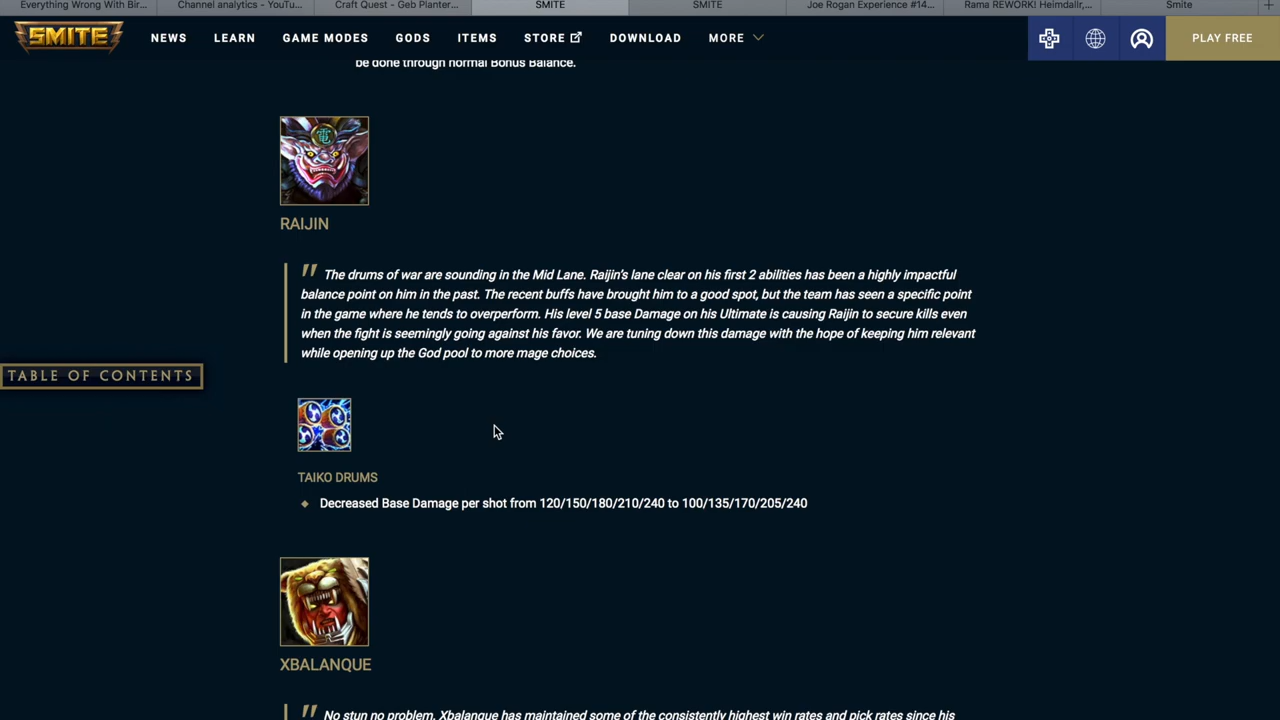 Everything Wrong With Bir...
Channel analytics - YouTu...
Craft Quest - Geb Planter...
SMITE
SMITE
Joe Rogan Experience #14...
Rama REWORK! Heimdallr,...
Smite
SMITE
NEWS
LEARN
GAME MODES
GODS
ITEMS
STORE
DOWNLOAD
MORE
PLAY FREE
be done through normal Bonus Balance.
RAIJIN
" The drums of war are sounding in the Mid Lane. Raijin's lane clear on his first 2 abilities has been a highly impactful
balance point on him in the past. The recent buffs have brought him to a good spot, but the team has seen a specific point
in the game where he tends to overperform. His level 5 base Damage on his Ultimate is causing Raijin to secure kills even
when the fight is seemingly going against his favor. We are tuning down this damage with the hope of keeping him relevant
while opening up the God pool to more mage choices.
TABLE OF CONTENTS
TAIKO DRUMS
Decreased Base Damage per shot from 120/150/180/210/240 to 100/135/170/205/240
XBALANQUE
" No stun no problem. Xbalanque has maintained some of the consistently highest win rates and pick rates since his